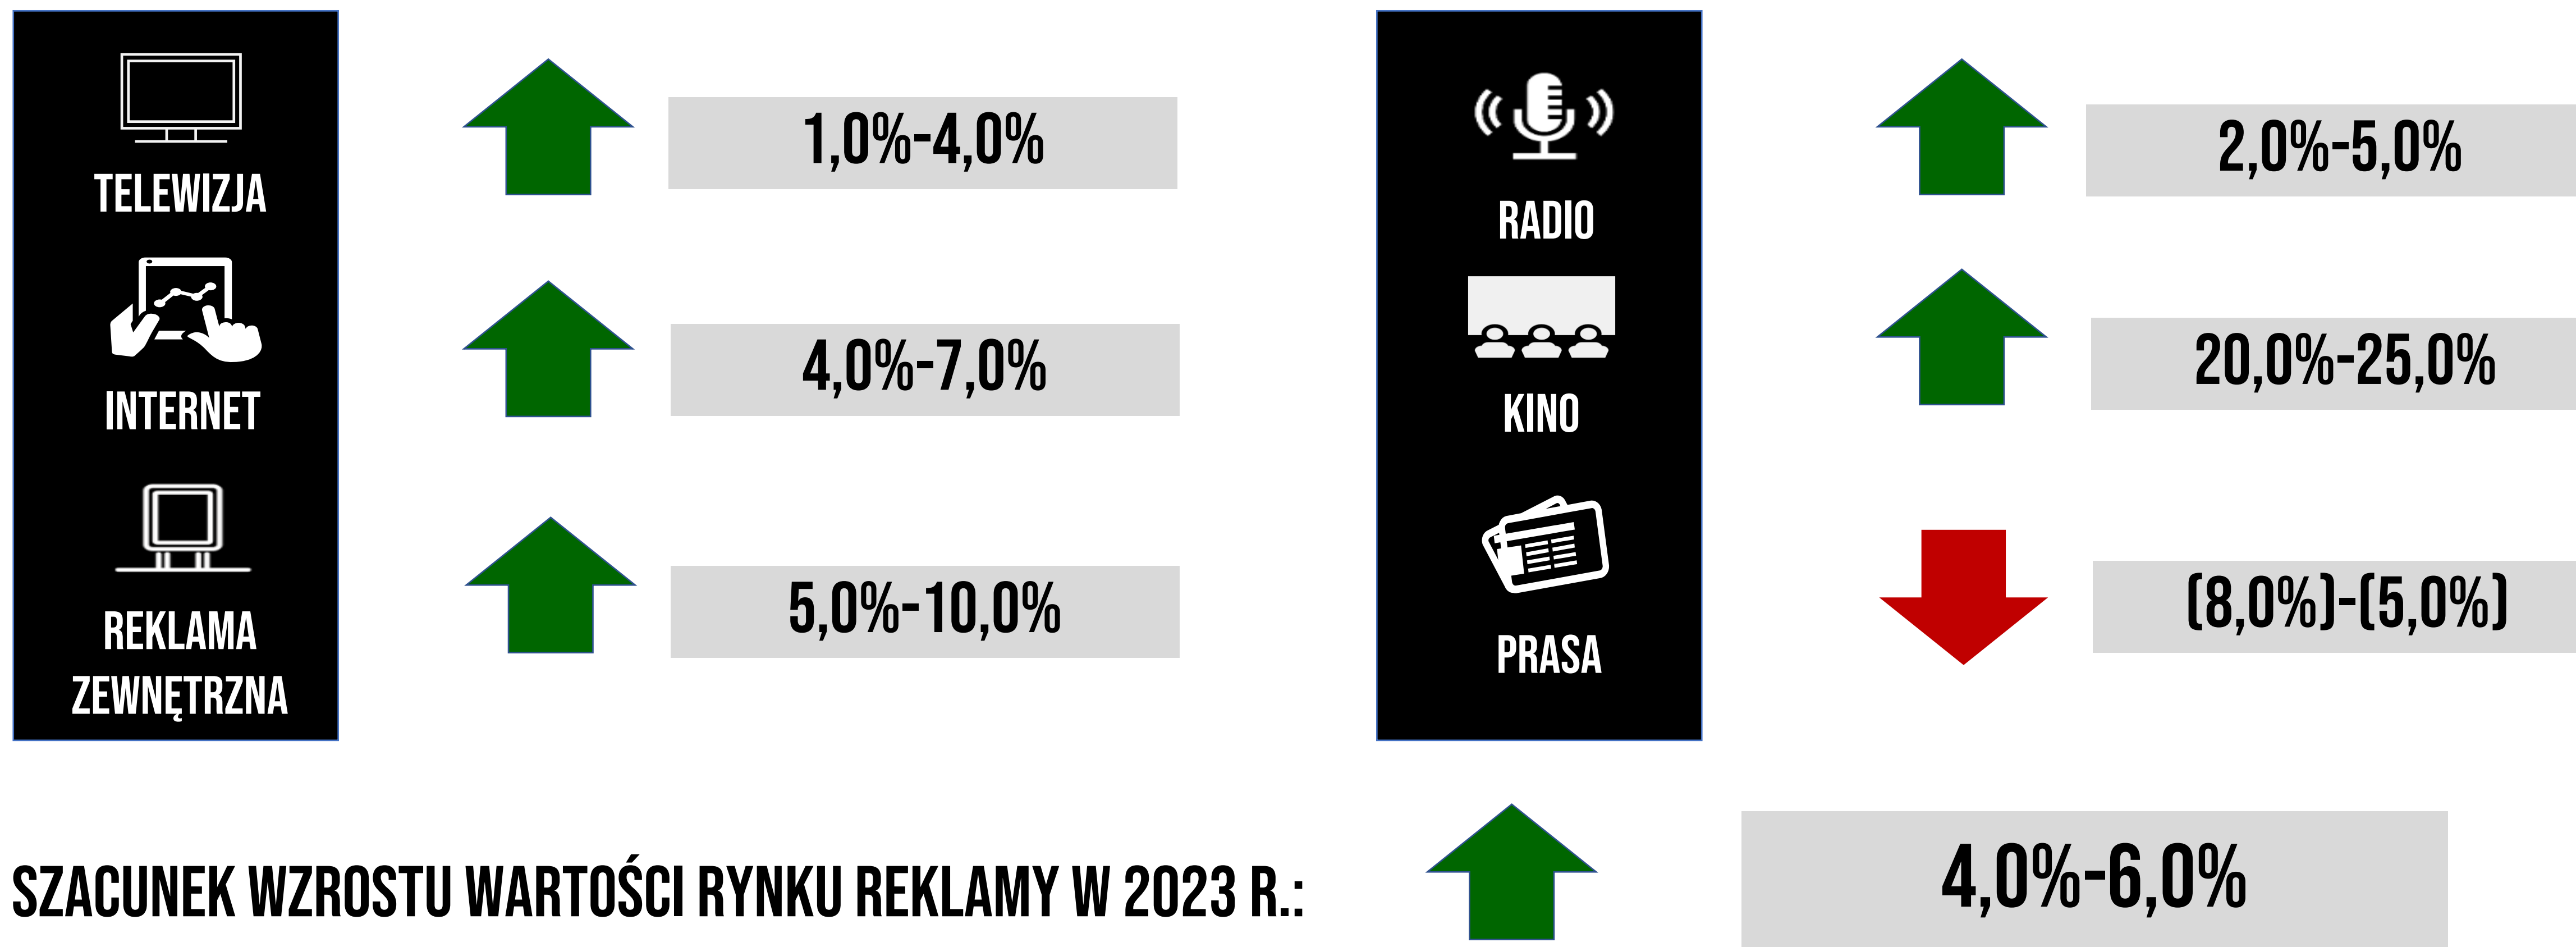 TELEWIZJA
1,0%-4,0%
INTERNET
4,0%-7,0%
REKLAMA
ZEWNĘTRZNA
5,0%-10,0%
RADIO
2,0%-5,0%
KINO
20,0%-25,0%
PRASA
(8,0%)-(5,0%)
SZACUNEK WZROSTU WARTOŚCI RYNKU REKLAMY W 2023 R.:
4,0%-6,0%